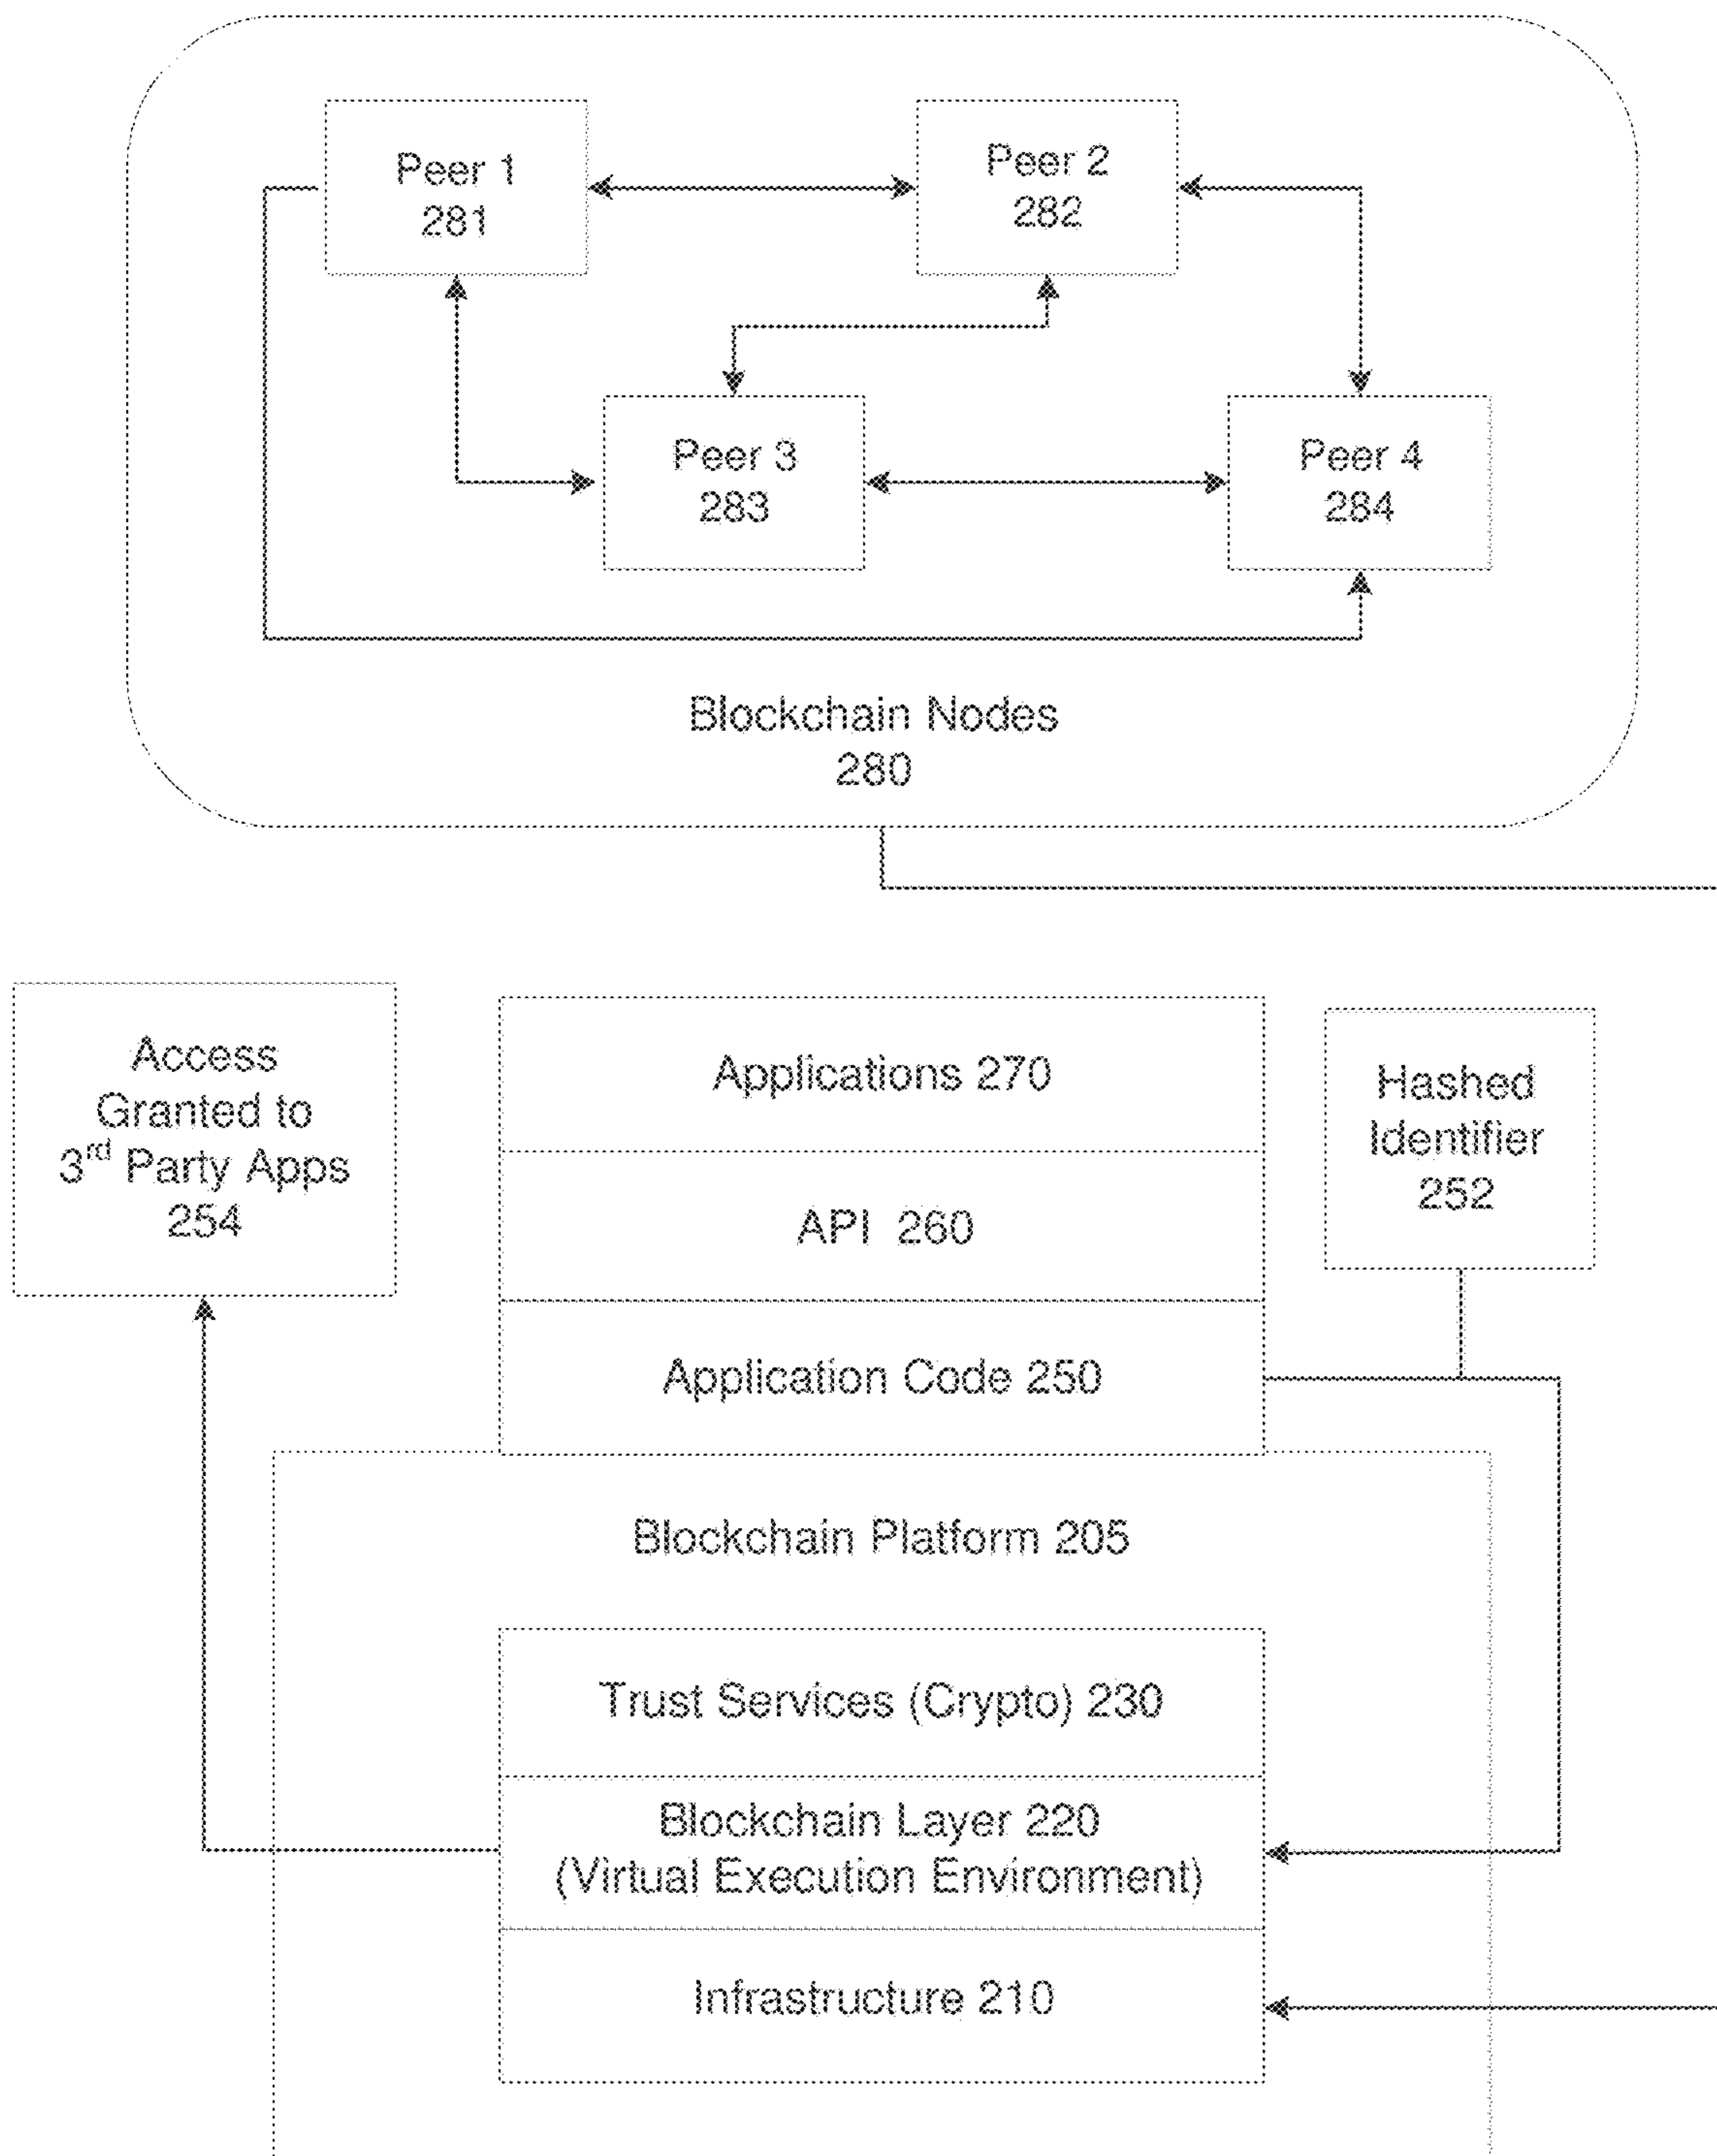 Peer 1
281
Peer 2
282
Peer 3
283
Peer 4
284
Blockchain Nodes
280
Access
Granted to
3rd Party Apps
254
Applications 270
API 260
Application Code 250
Hashed
Identifier
252
Blockchain Platform 205
Trust Services (Crypto) 230
Blockchain Layer 220
(Virtual Execution Environment)
Infrastructure 210